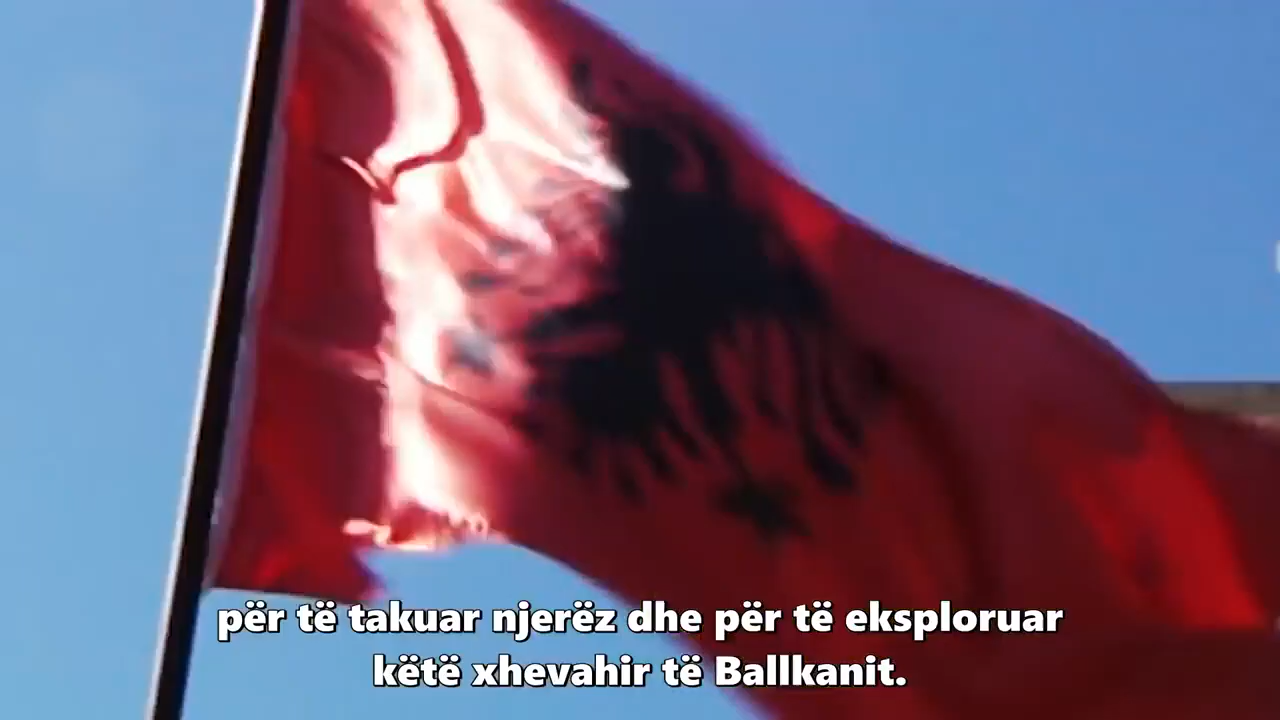 për të takuar njerëz dhe për të eksploruar
këtë xhevahir të Ballkanit.